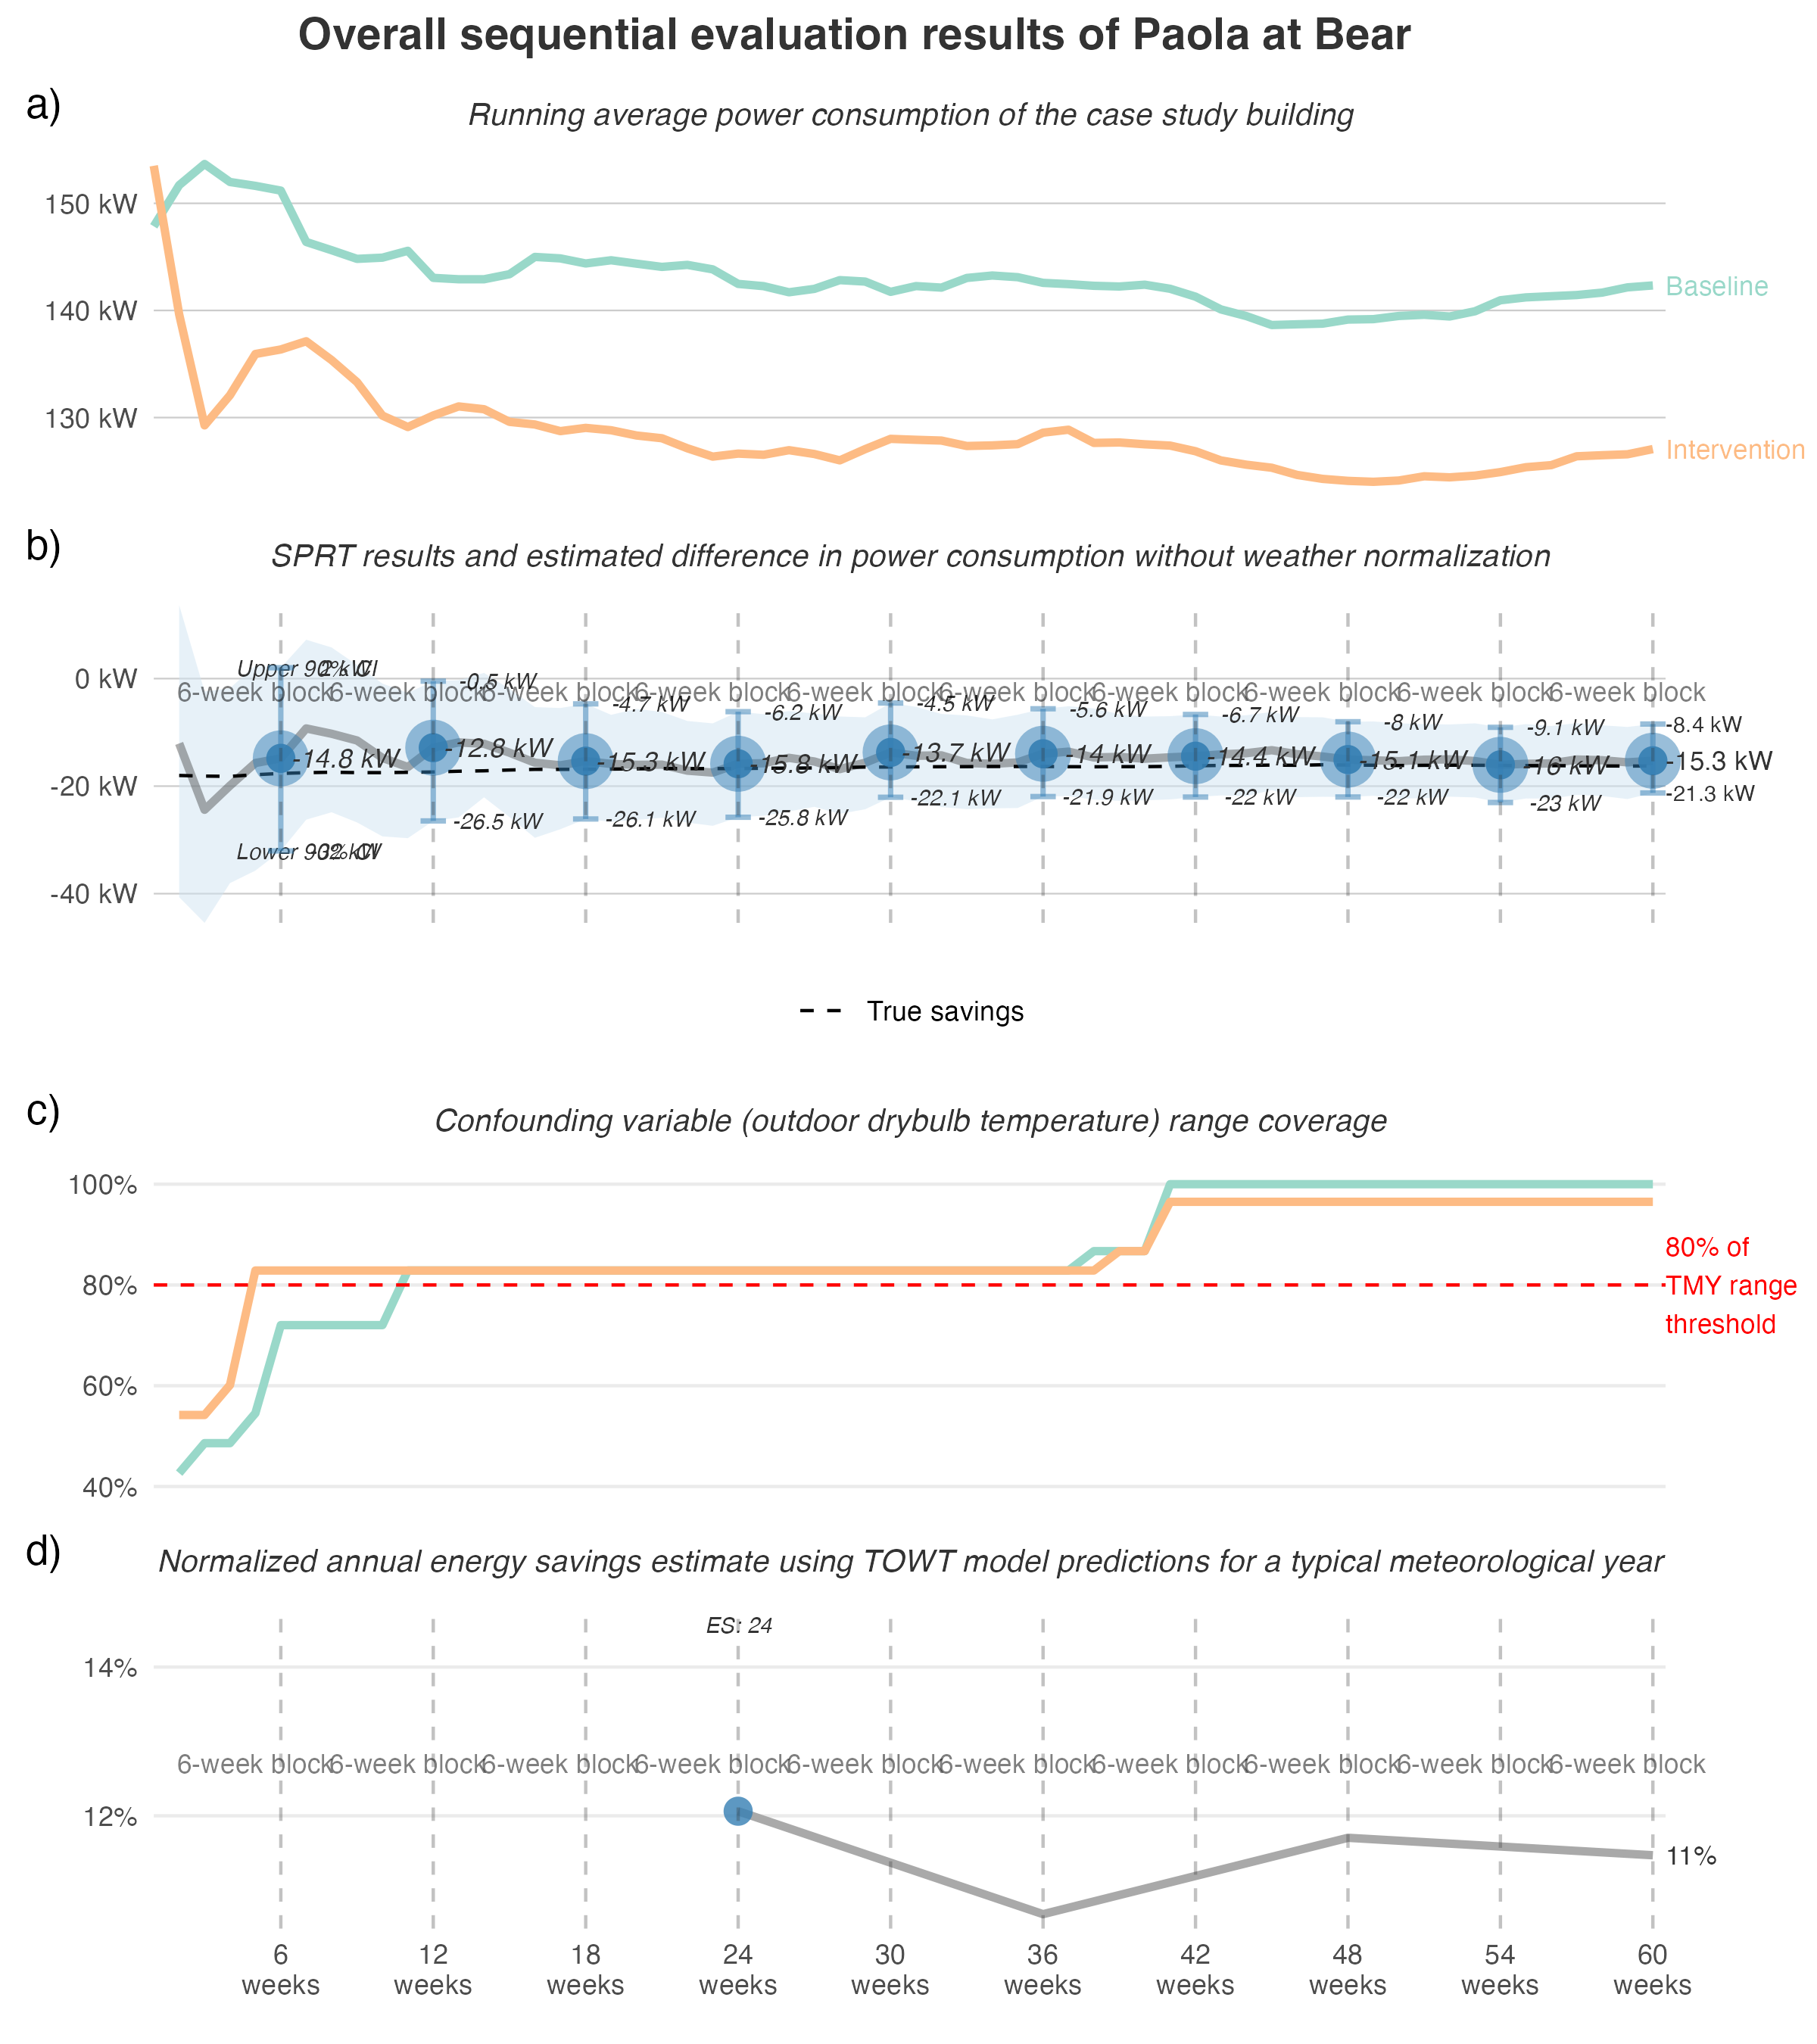 Overall sequential evaluation results of Paola at Bear
a)
Running average power consumption of the case study building
150 kW
140 kW
130 kW
Baseline
Intervention
b)
SPRT results and estimated difference in power consumption without weather normalization
0 kW
-20 kW
-40 kW
Upper 90% CI
2 kW
-0.5 kW
-4.7 kW
-6.2 kW
-4.5 kW
-5.6 kW
-6.7 kW
-8 kW
-9.1 kW
-8.4 kW
6-week block
6-week block
6-week block
6-week block
6-week block
6-week block
6-week block
6-week block
6-week block
6-week block
-14.8 kW
-12.8 kW
-15.3 kW
-15.8 kW
-13.7 kW
-14 kW
-14.4 kW
-15.1 kW
-16 kW
-15.3 kW
Lower 90% CI
-32 kW
-26.5 kW
-26.1 kW
-25.8 kW
-22.1 kW
-21.9 kW
-22 kW
-22 kW
-23 kW
-21.3 kW
True savings
c)
Confounding variable (outdoor drybulb temperature) range coverage
100%
80%
60%
40%
80% of
TMY range
threshold
d)
Normalized annual energy savings estimate using TOWT model predictions for a typical meteorological year
ES: 24
14%
12%
6-week block
6-week block
6-week block
6-week block
6-week block
6-week block
6-week block
6-week block
6-week block
6-week block
11%
6
weeks
12
weeks
18
weeks
24
weeks
30
weeks
36
weeks
42
weeks
48
weeks
54
weeks
60
weeks